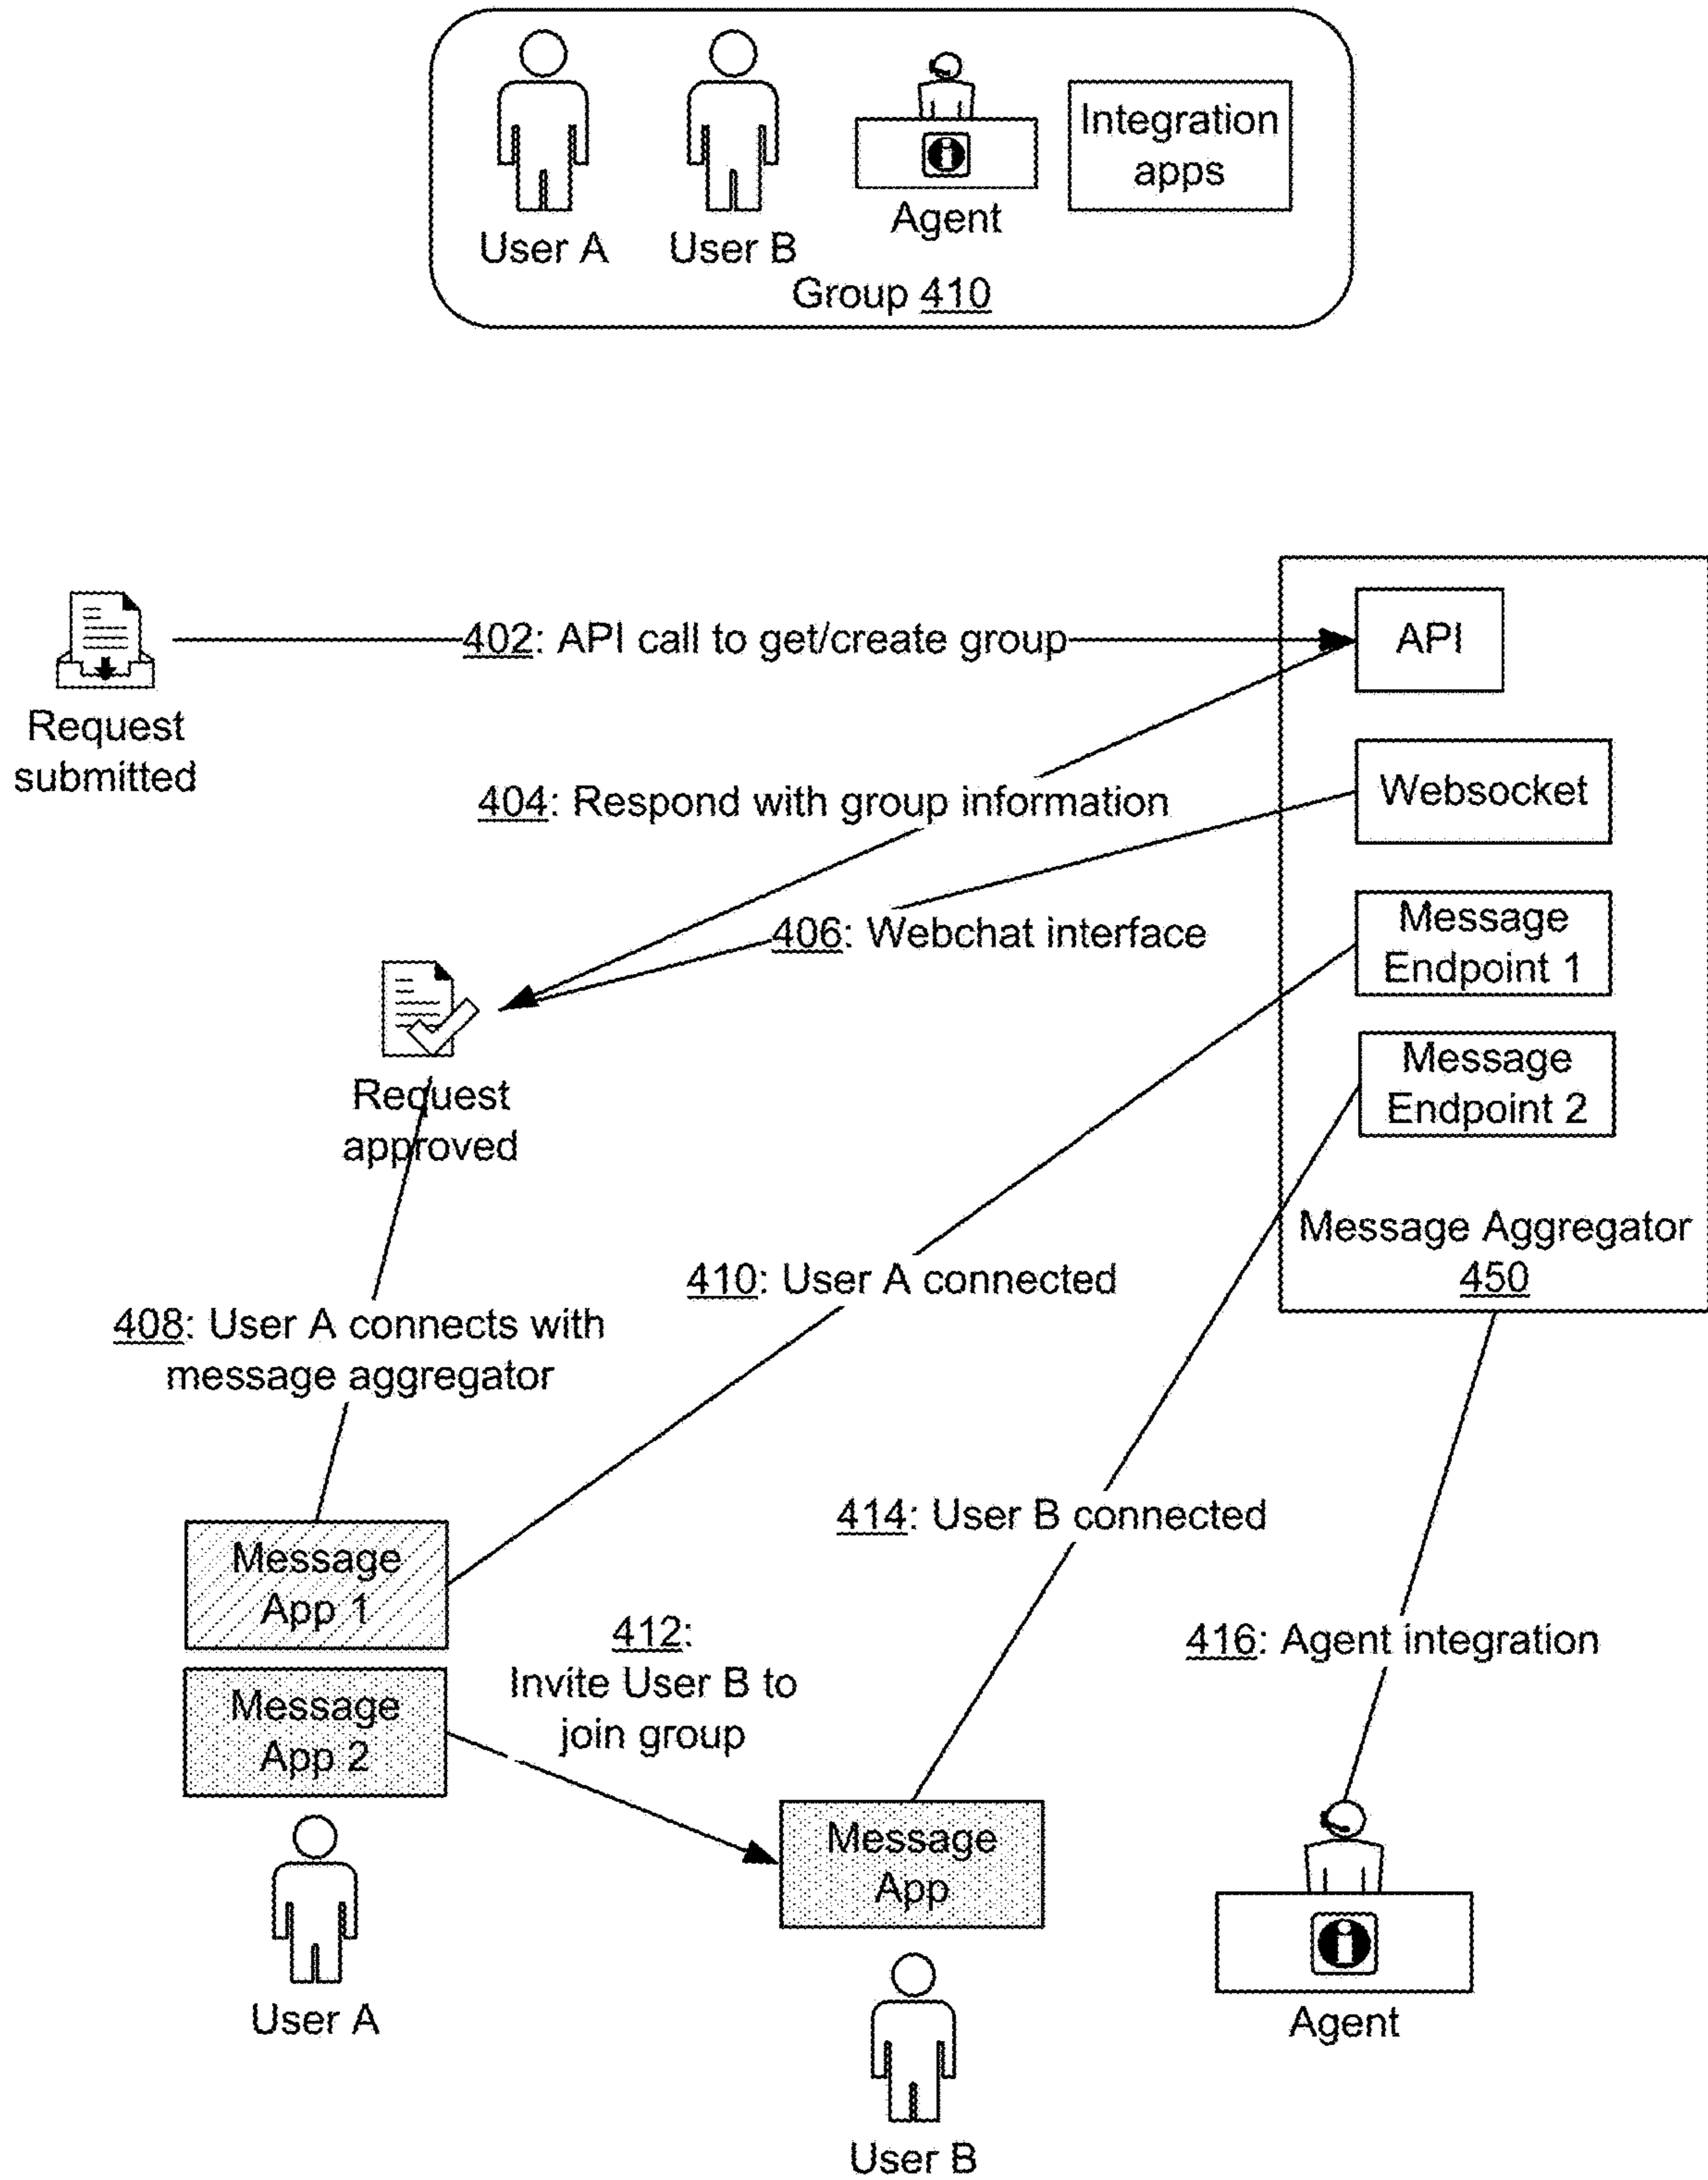 Integration
apps
Agent
User A
User B
Group 410
402: API call to get/create group
API
Request
submitted
Websocket
404: Respond with group information
406: Webchat interface
Message
Endpoint 1
Message
Endpoint 2
Request
approved
Message Aggregator
450
410: User A connected
408: User A connects with
message aggregator
414: User B connected
Message
App 1
412:
Invite User B to
join group
416: Agent integration
Message
App 2
Message
App
User A
Agent
User B